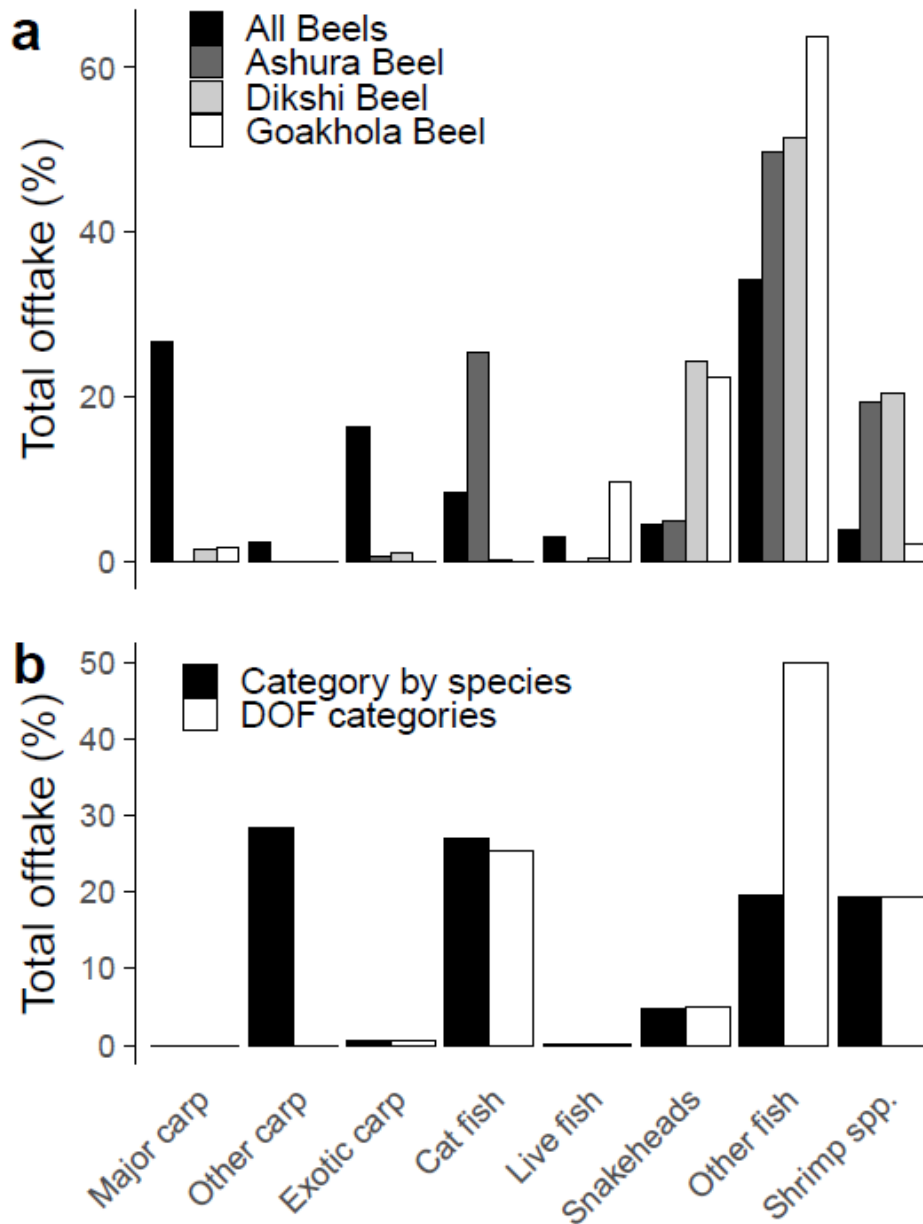 a
All Beels
Ashura Beel
Dikshi Beel
Goakhola Beel
Total offtake (%)
60
40
20
0
b
Category by species
DOF categories
Total offtake (%)
50
40
30
20
10
0
Major carp
Other carp
Exotic carp
Cat fish
Live fish
Snakeheads
Other fish
Shrimp spp.